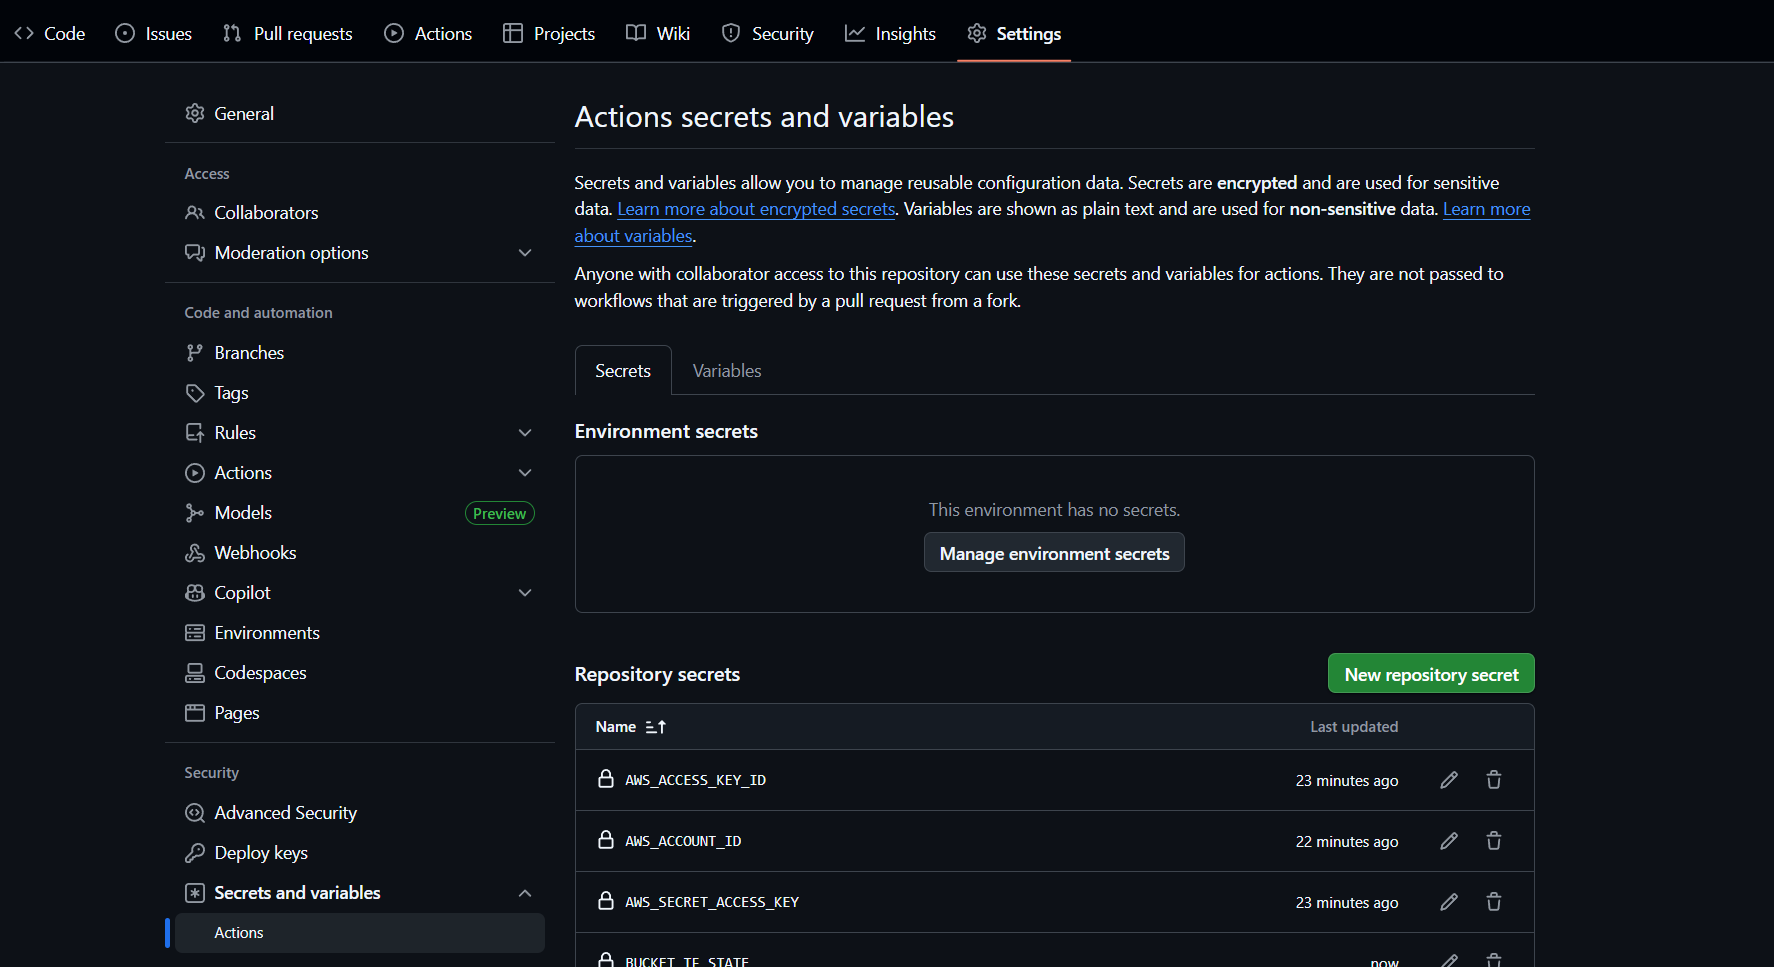 Code Issues Pull requests Actions Projects Wiki Security Insights Settings
General
Access
Collaborators
Moderation options
Code and automation
Branches
Tags
Rules
Actions
Models Preview
Webhooks
Copilot
Environments
Codespaces
Pages
Security
Advanced Security
Deploy keys
Secrets and variables
Actions
Actions secrets and variables
Secrets and variables allow you to manage reusable configuration data. Secrets are encrypted and are used for sensitive
data. Learn more about encrypted secrets. Variables are shown as plain text and are used for non-sensitive data. Learn more
about variables.
Anyone with collaborator access to this repository can use these secrets and variables for actions. They are not passed to
workflows that are triggered by a pull request from a fork.
Secrets Variables
Environment secrets
This environment has no secrets.
Manage environment secrets
Repository secrets New repository secret
Name Last updated
AWS_ACCESS_KEY_ID 23 minutes ago
AWS_ACCOUNT_ID 22 minutes ago
AWS_SECRET_ACCESS_KEY 23 minutes ago
BUCKET_TF_STATE now